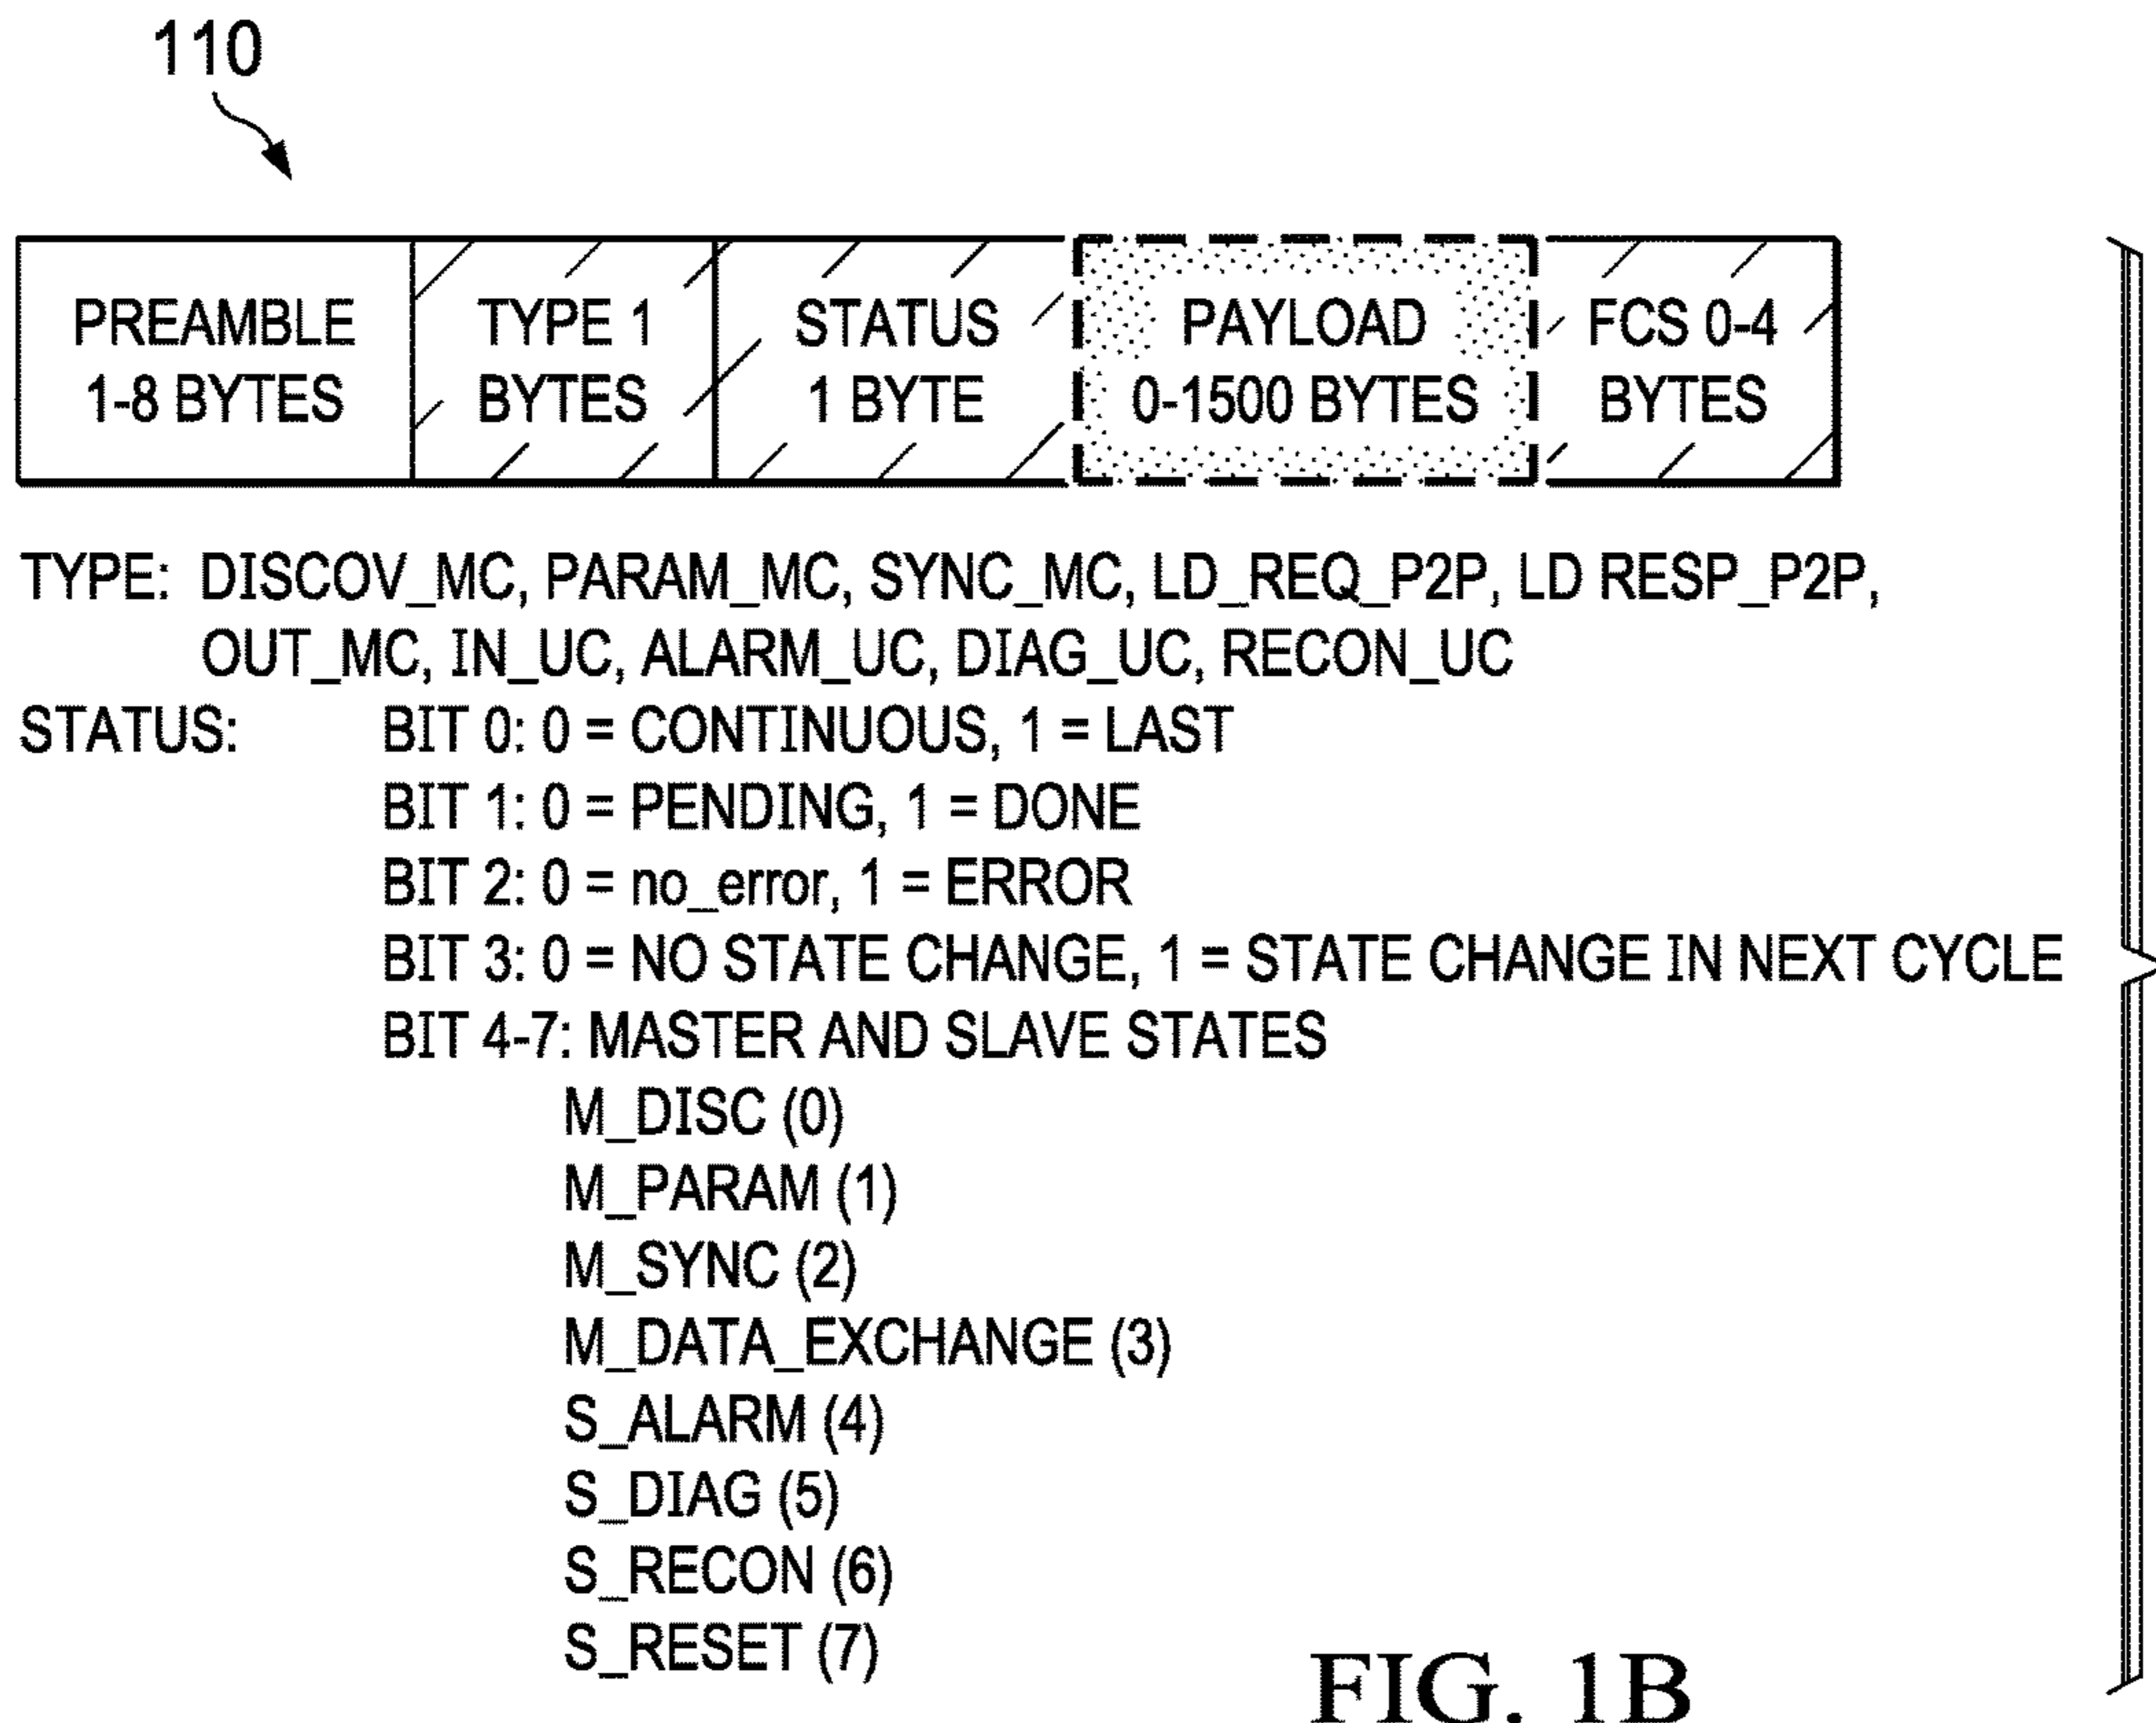 110
PREAMBLE 1-8 BYTES
TYPE 1 BYTES
STATUS 1 BYTE
PAYLOAD 0-1500 BYTES
FCS 0-4 BYTES
TYPE: DISCOV_MC, PARAM_MC, SYNC_MC, LD_REQ_P2P, LD RESP_P2P,
OUT_MC, IN_UC, ALARM_UC, DIAG_UC, RECON_UC
STATUS: BIT 0: 0 = CONTINUOUS, 1 = LAST
BIT 1: 0 = PENDING, 1 = DONE
BIT 2: 0 = no_error, 1 = ERROR
BIT 3: 0 = NO STATE CHANGE, 1 = STATE CHANGE IN NEXT CYCLE
BIT 4-7: MASTER AND SLAVE STATES
M_DISC (0)
M_PARAM (1)
M_SYNC (2)
M_DATA_EXCHANGE (3)
S_ALARM (4)
S_DIAG (5)
S_RECON (6)
S_RESET (7)
FIG. 1B